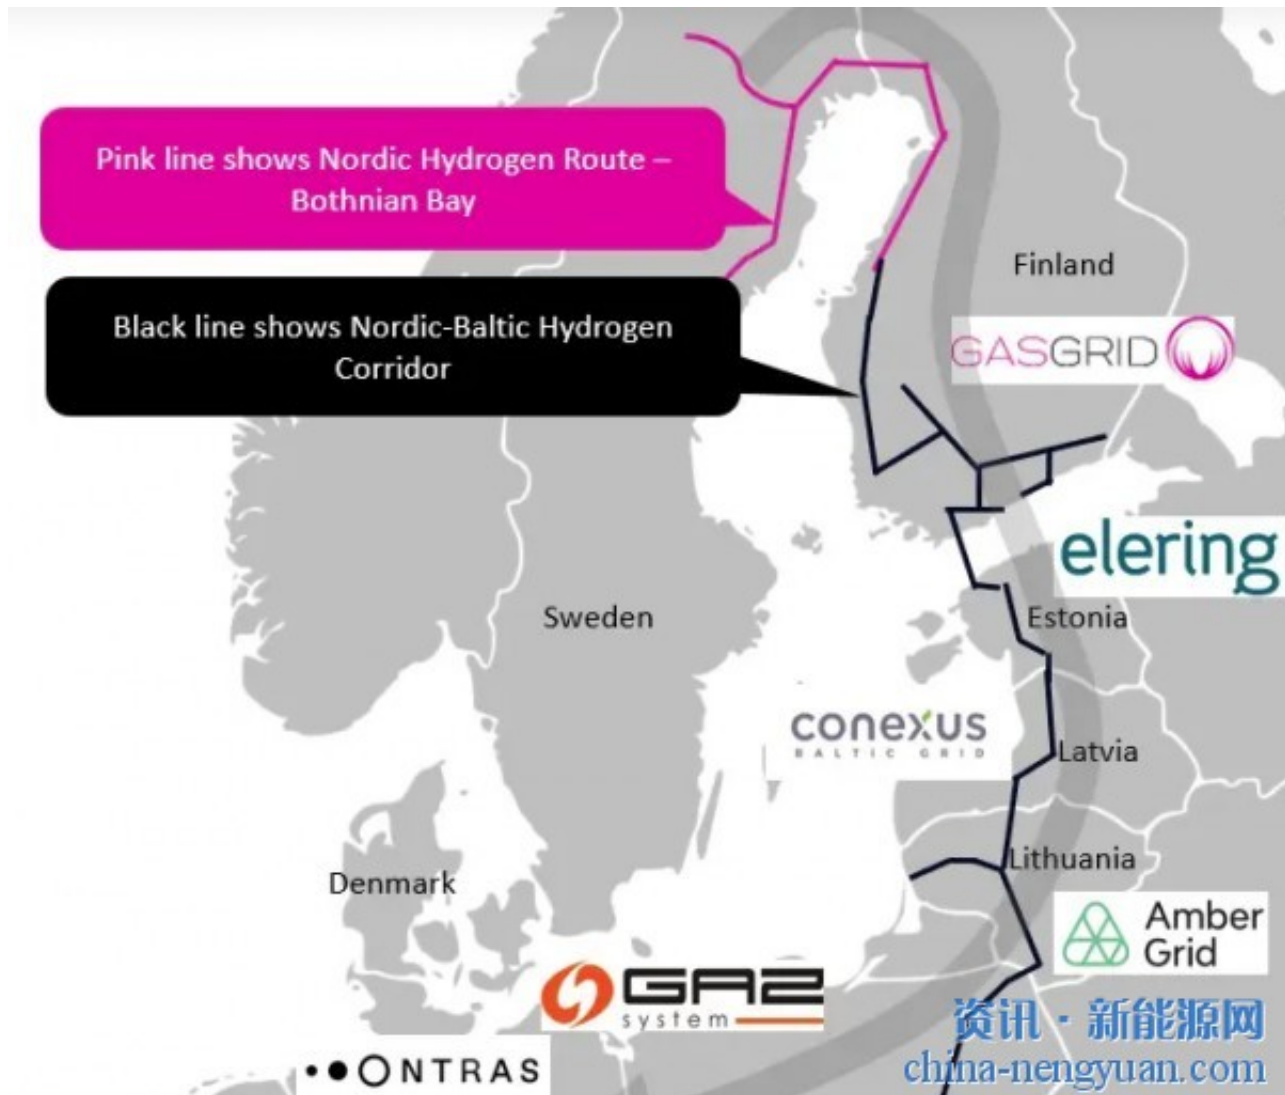 Pink line shows Nordic Hydrogen Route –
Bothnian Bay
Finland
Black line shows Nordic-Baltic Hydrogen
Corridor
GASGRID
elering
Sweden
Estonia
conexus
BALTIC GRID
Latvia
Lithuania
Denmark
Amber
Grid
GAZ
system
资讯·新能源网
china-nengyuan.com
ONTRAS